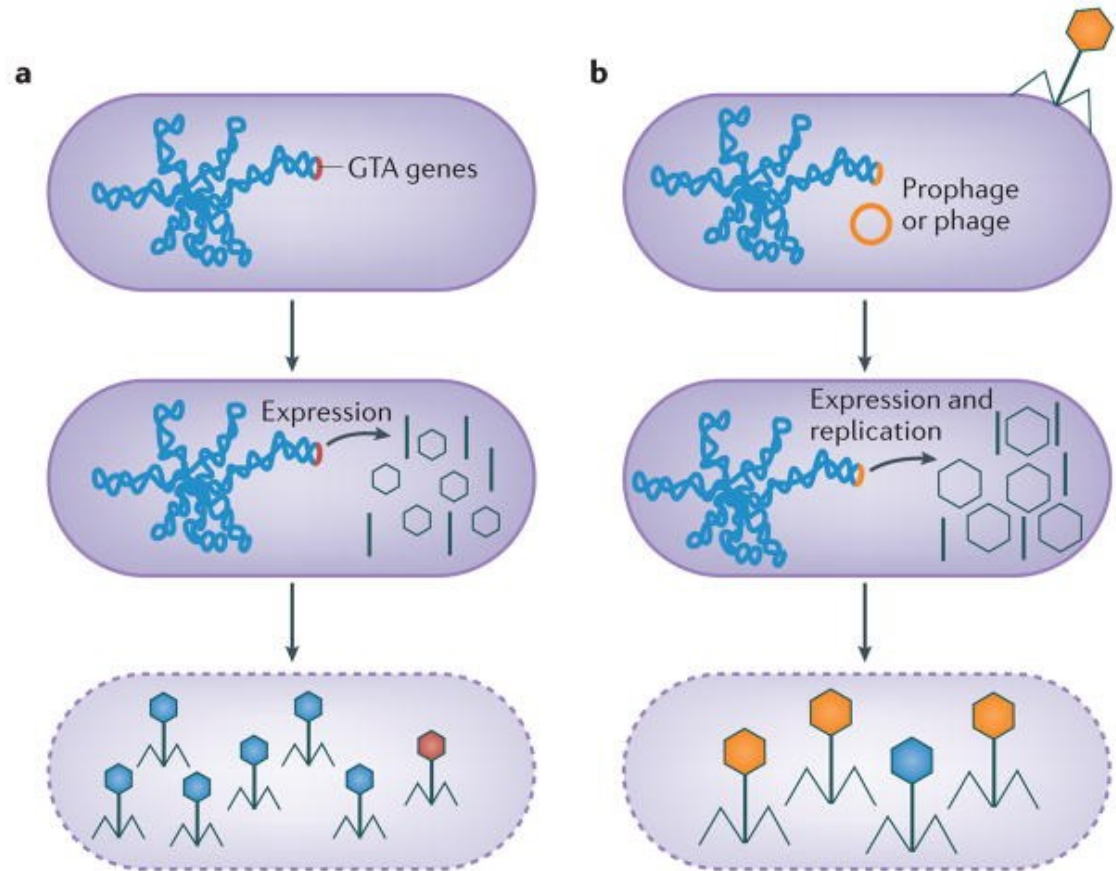 a
GTA genes
Expression
b
Prophage
or phage
Expression and
replication